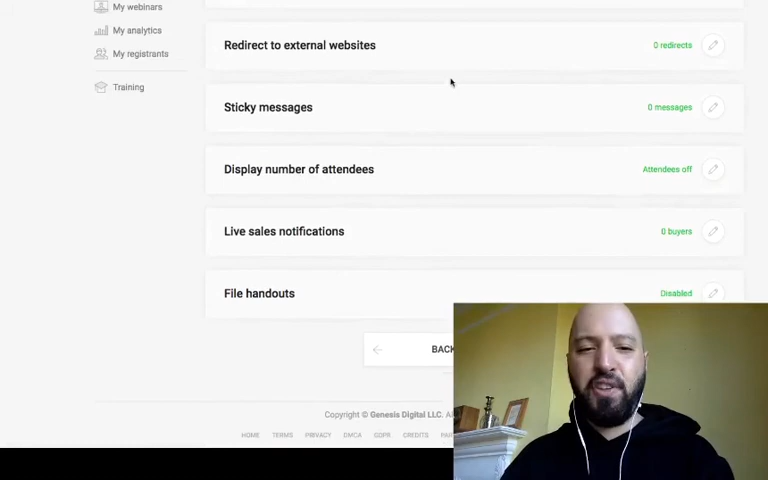 My webinars
My analytics
My registrants
Training
Redirect to external websites
0 redirects
Sticky messages
0 messages
Display number of attendees
Attendees off
Live sales notifications
0 buyers
File handouts
Disabled
BACK
Copyright © Genesis Digital LLC.
HOME TERMS PRIVACY DMCA GDPR CREDITS